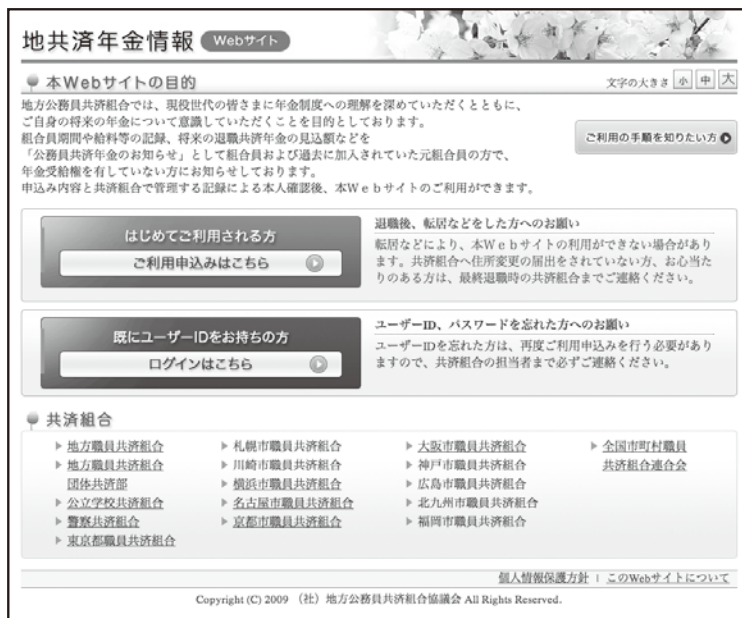 地共済年金情報 Webサイト
本Webサイトの目的
文字の大きさ 小 中 大
地方公務員共済組合では、現役世代の皆さまに年金制度への理解を深めていただくとともに、
ご自身の将来の年金について意識していただくことを目的としております。
組合員期間や給料等の記録、将来の退職共済年金の見込額などを
「公務員共済年金のお知らせ」として組合員および過去に加入されていた元組合員の方で、
年金受給権を有していない方にお知らせしております。
申込み内容と共済組合で管理する記録による本人確認後、本Webサイトのご利用ができます。
ご利用の手順を知りたい方
はじめてご利用される方
ご利用申込みはこちら
退職後、転居などをした方へのお願い
転居などにより、本Webサイトの利用ができない場合があり
ます。共済組合へ住所変更の届出をされていない方、お心当た
りのある方は、最終退職時の共済組合までご連絡ください。
既にユーザーIDをお持ちの方
ログインはこちら
ユーザーID、パスワードを忘れた方へのお願い
ユーザーIDを忘れた方は、再度ご利用申込みを行う必要があり
ますので、共済組合の担当者まで必ずご連絡ください。
共済組合
地方職員共済組合
地方職員共済組合
団体共済部
公立学校共済組合
警察共済組合
東京都職員共済組合
札幌市職員共済組合
川崎市職員共済組合
横浜市職員共済組合
名古屋市職員共済組合
京都市職員共済組合
大阪市職員共済組合
神戸市職員共済組合
広島市職員共済組合
北九州市職員共済組合
福岡市職員共済組合
全国市町村職員
共済組合連合会
個人情報保護方針 | このWebサイトについて
Copyright (C) 2009 （社）地方公務員共済組合協議会 All Rights Reserved.